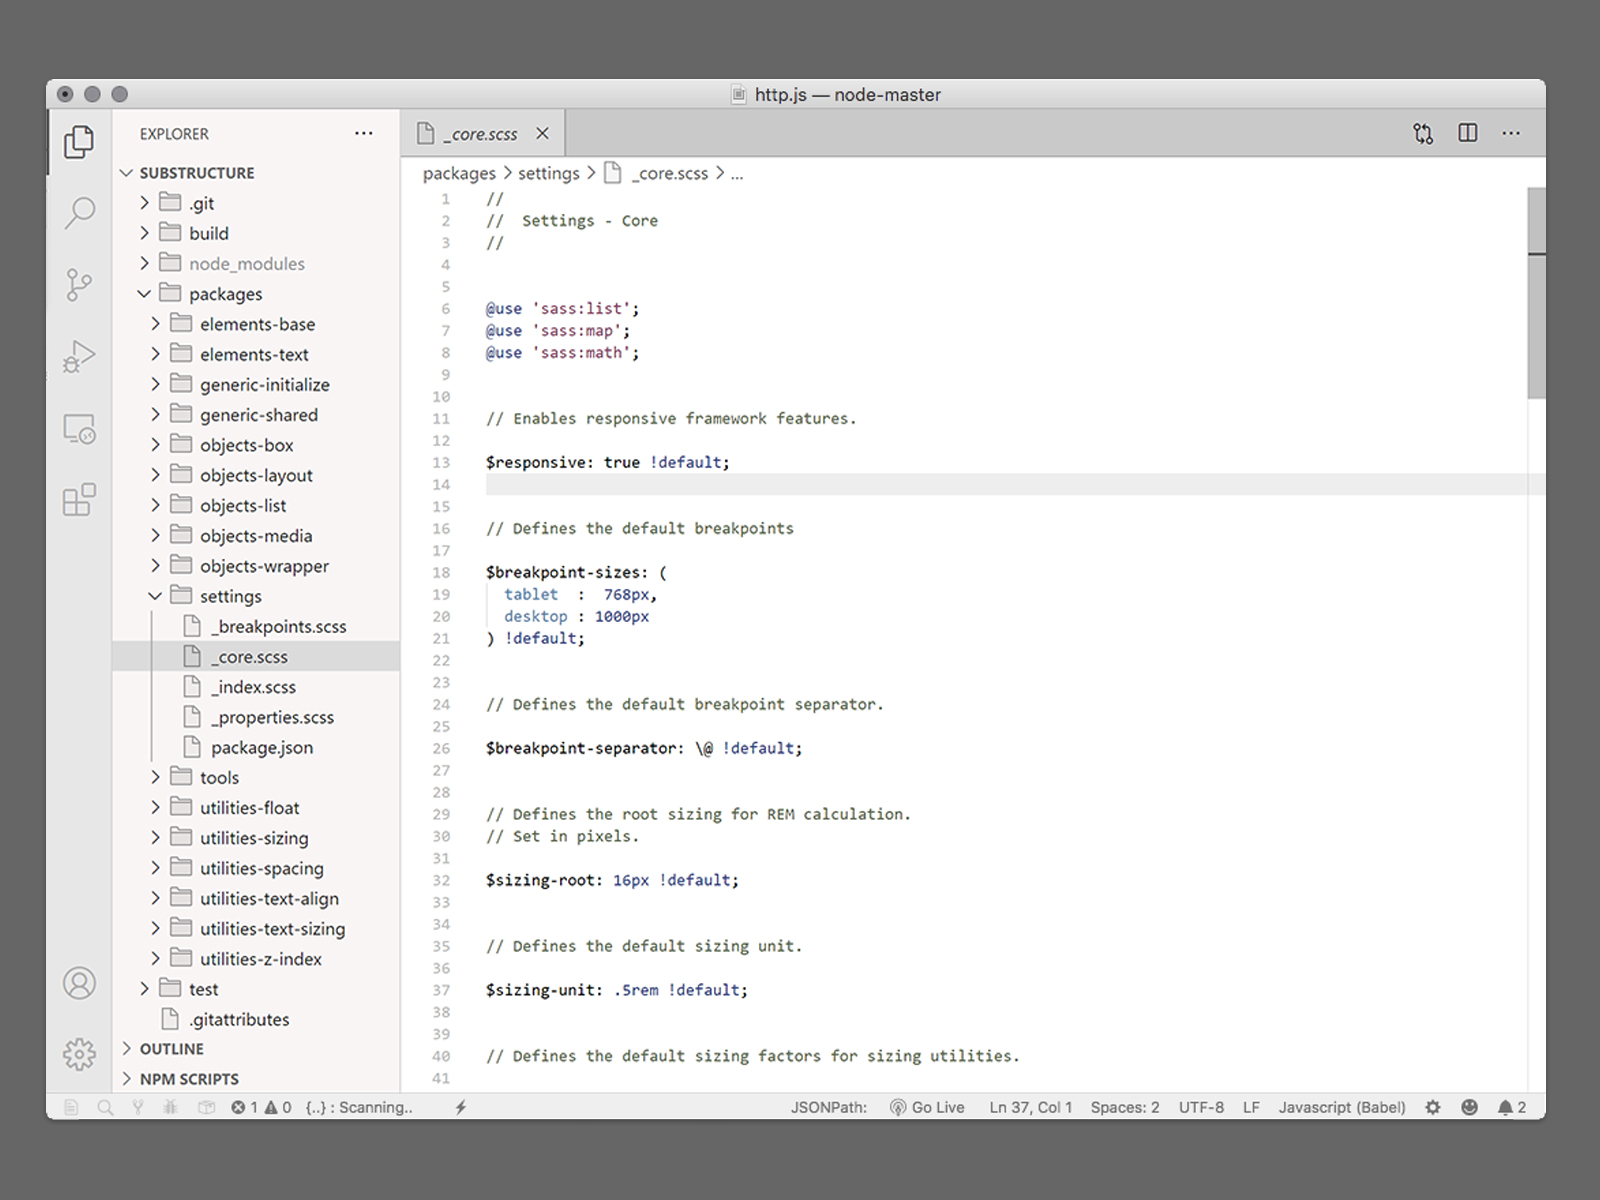 http.js — node-master
EXPLORER
SUBSTRUCTURE
.git
build
node_modules
packages
elements-base
elements-text
generic-initialize
generic-shared
objects-box
objects-layout
objects-list
objects-media
objects-wrapper
settings
_breakpoints.scss
_core.scss
_index.scss
_properties.scss
package.json
tools
utilities-float
utilities-sizing
utilities-spacing
utilities-text-align
utilities-text-sizing
utilities-z-index
test
.gitattributes
OUTLINE
NPM SCRIPTS
_core.scss
packages > settings > _core.scss > ...
1 //
2 //  Settings - Core
3 //
4
5
6 @use 'sass:list';
7 @use 'sass:map';
8 @use 'sass:math';
9
10
11 // Enables responsive framework features.
12
13 $responsive: true !default;
14
15
16 // Defines the default breakpoints
17
18 $breakpoint-sizes: (
19   tablet  :  768px,
20   desktop : 1000px
21 ) !default;
22
23
24 // Defines the default breakpoint separator.
25
26 $breakpoint-separator: \@ !default;
27
28
29 // Defines the root sizing for REM calculation.
30 // Set in pixels.
31
32 $sizing-root: 16px !default;
33
34
35 // Defines the default sizing unit.
36
37 $sizing-unit: .5rem !default;
38
39
40 // Defines the default sizing factors for sizing utilities.
41
1 0 {..} : Scanning.. JSONPath: Go Live Ln 37, Col 1 Spaces: 2 UTF-8 LF Javascript (Babel) 2